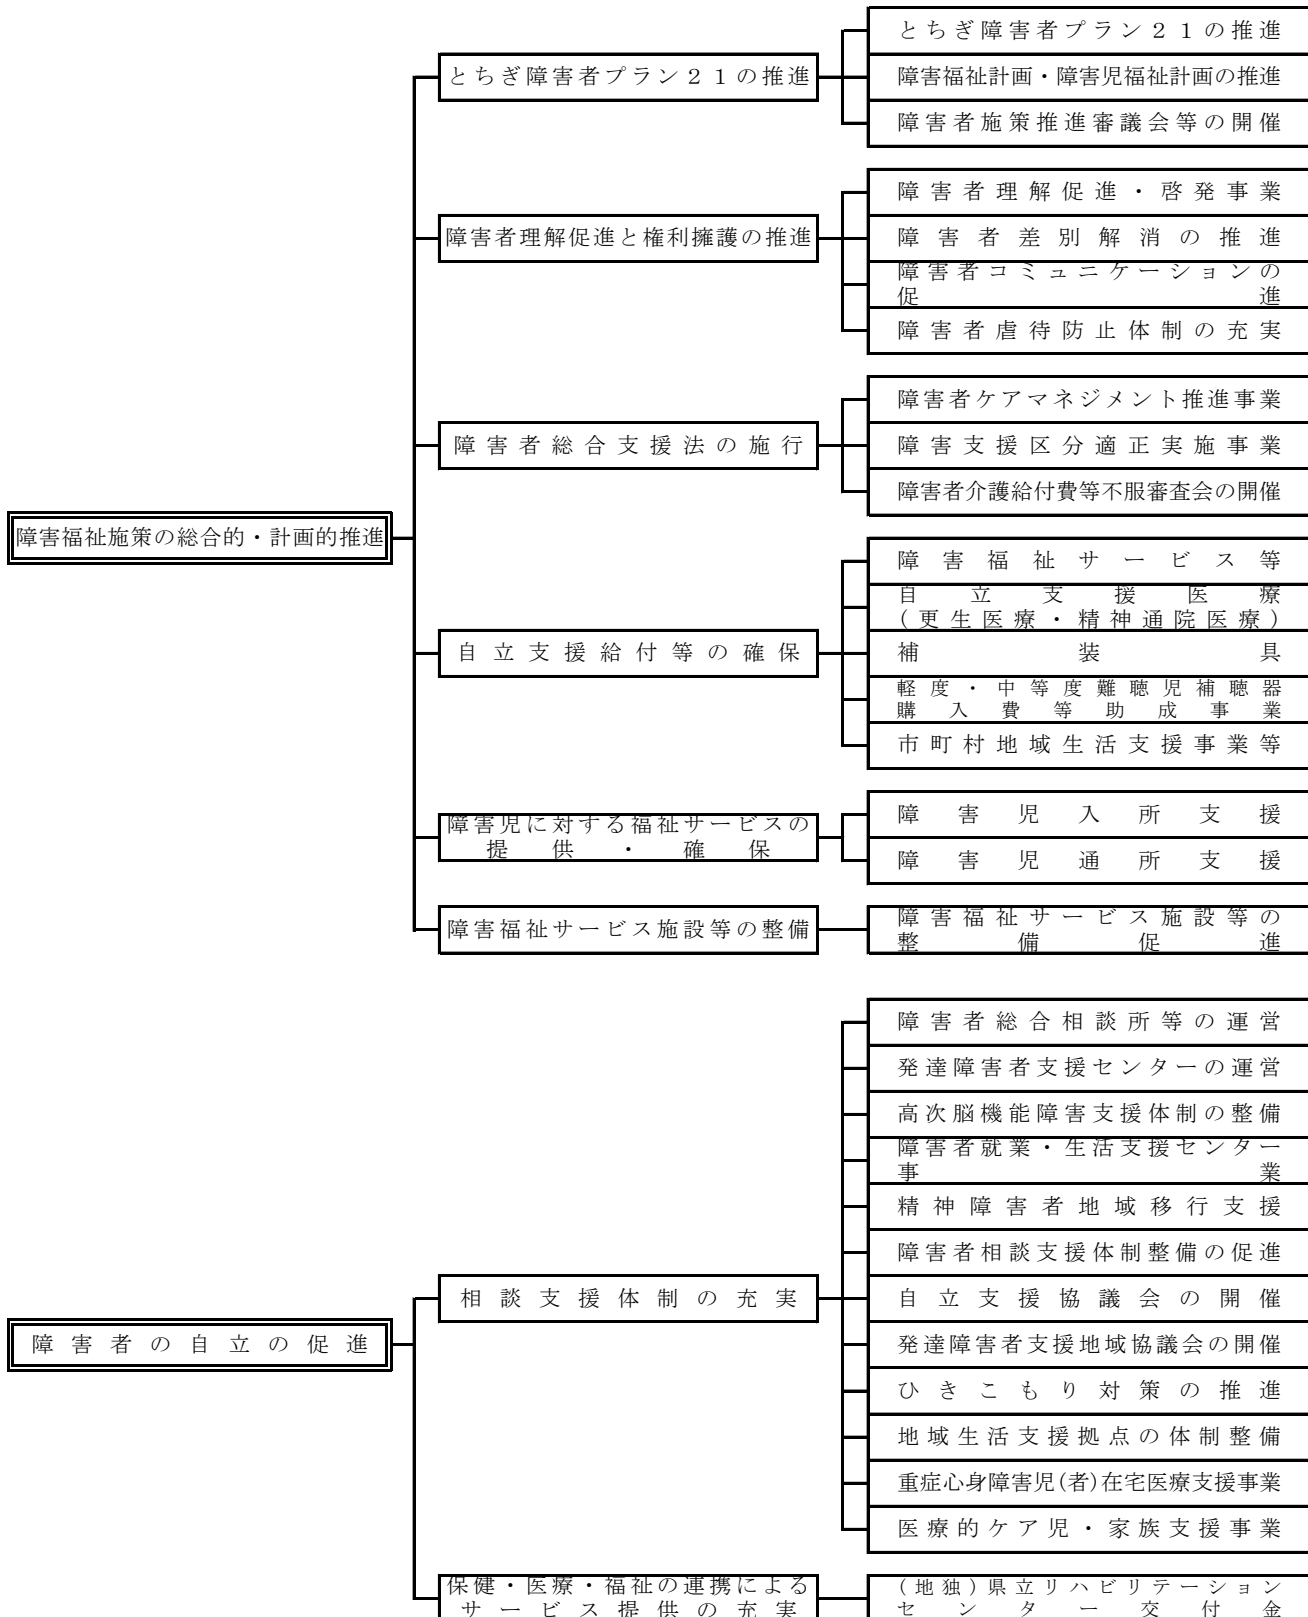 障害福祉施策の総合的・計画的推進
とちぎ障害者プラン２１の推進
とちぎ障害者プラン２１の推進
障害福祉計画・障害児福祉計画の推進
障害者施策推進審議会等の開催
障害者理解促進と権利擁護の推進
障害者理解促進・啓発事業
障害者差別解消の推進
障害者コミュニケーションの
促進
障害者虐待防止体制の充実
障害者総合支援法の施行
障害者ケアマネジメント推進事業
障害支援区分適正実施事業
障害者介護給付費等不服審査会の開催
自立支援給付等の確保
障害福祉サービス等
自立支援医療
(更生医療・精神通院医療)
補装具
軽度・中等度難聴児補聴器
購入費等助成事業
市町村地域生活支援事業等
障害児に対する福祉サービスの
提供・確保
障害児入所支援
障害児通所支援
障害福祉サービス施設等の整備
障害福祉サービス施設等の
整備促進
障害者の自立の促進
相談支援体制の充実
障害者総合相談所等の運営
発達障害者支援センターの運営
高次脳機能障害支援体制の整備
障害者就業・生活支援センター
事業
精神障害者地域移行支援
障害者相談支援体制整備の促進
自立支援協議会の開催
発達障害者支援地域協議会の開催
ひきこもり対策の推進
地域生活支援拠点の体制整備
重症心身障害児(者)在宅医療支援事業
医療的ケア児・家族支援事業
保健・医療・福祉の連携による
サービス提供の充実
(地独)県立リハビリテーション
センター交付金